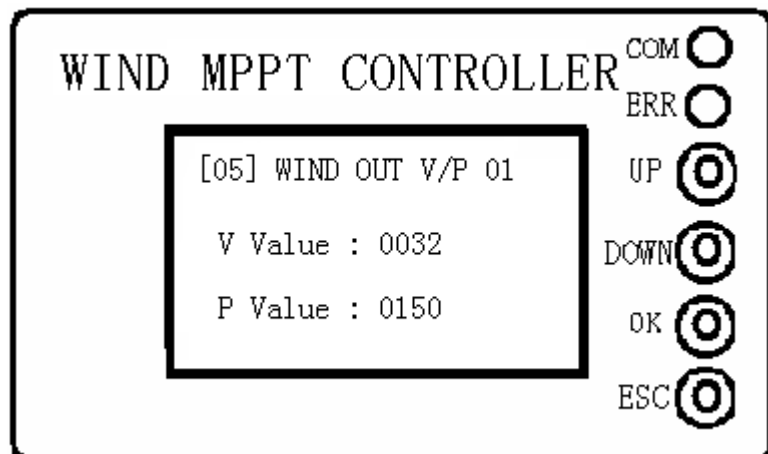 WIND MPPT CONTROLLER
COM
ERR
[05] WIND OUT V/P 01
UP
V Value : 0032
DOWN
P Value : 0150
OK
ESC